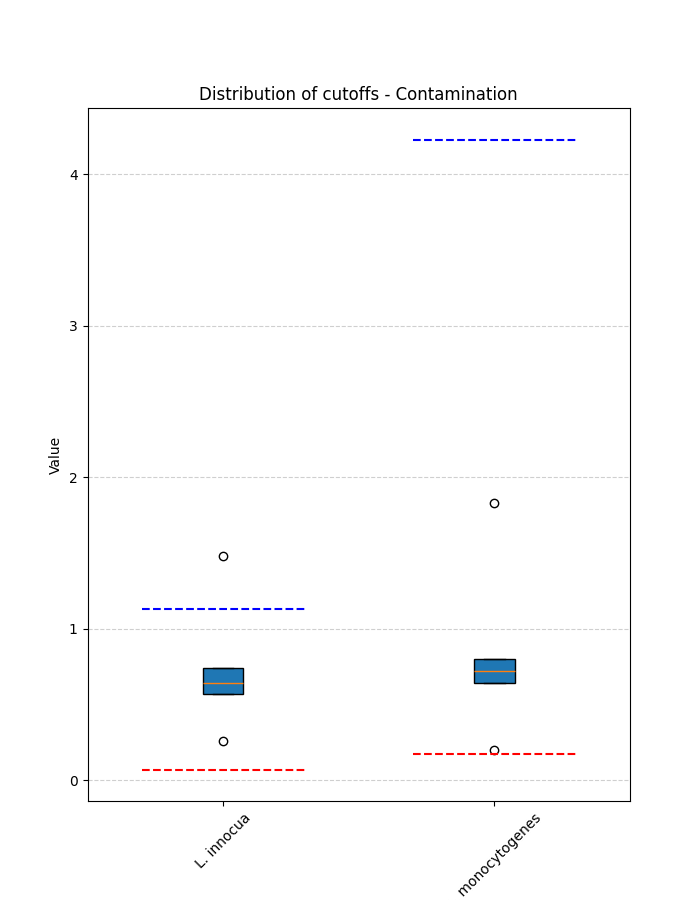 Distribution of cutoffs - Contamination
4
3
2
1
0
Value
L. innocua
monocytogenes